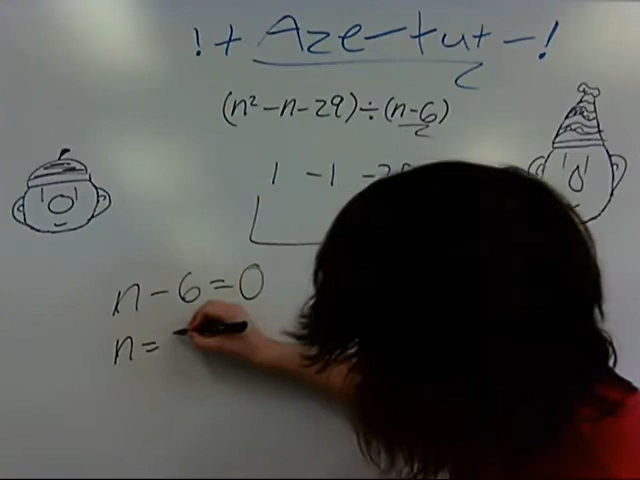 !+ Aze-tut-!
(n²-n-29)÷(n-6)
1 -1
n-6=0
n=